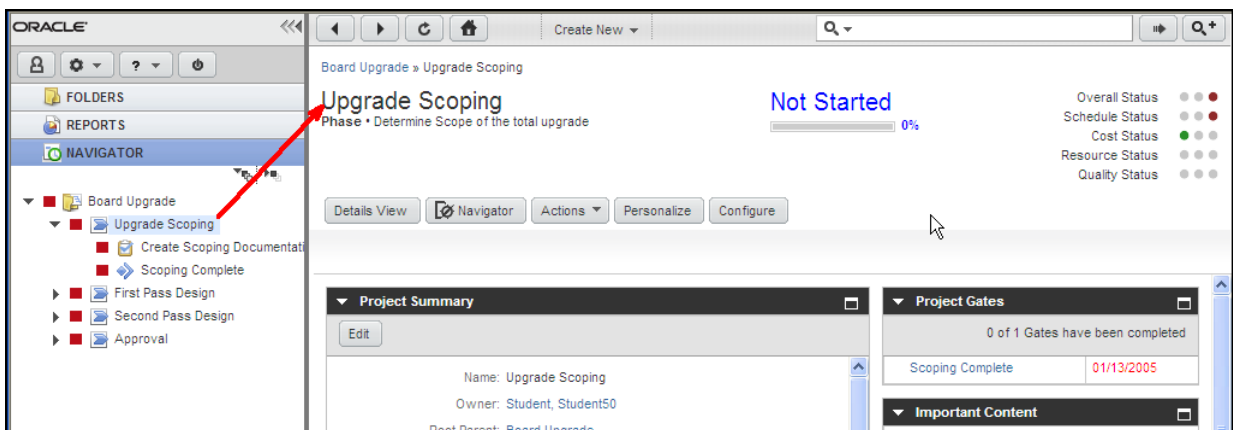 ORACLE
Create New
?
FOLDERS
REPORTS
NAVIGATOR
Board Upgrade
Upgrade Scoping
Create Scoping Documentati
Scoping Complete
First Pass Design
Second Pass Design
Approval
Board Upgrade » Upgrade Scoping
Upgrade Scoping
Phase • Determine Scope of the total upgrade
Not Started
0%
Overall Status
Schedule Status
Cost Status
Resource Status
Quality Status
Details View
Navigator
Actions
Personalize
Configure
Project Summary
Edit
Name: Upgrade Scoping
Owner: Student, Student50
Root Parent: Board Upgrade
Project Gates
0 of 1 Gates have been completed
Scoping Complete 01/13/2005
Important Content